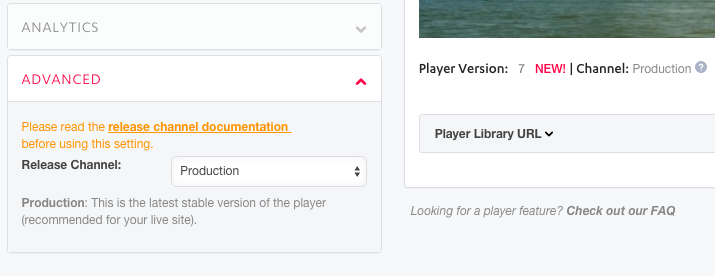 ANALYTICS
ADVANCED
Please read the release channel documentation
before using this setting.
Release Channel:
Production
Production: This is the latest stable version of the player
(recommended for your live site).
Player Version: 7 NEW! | Channel: Production ?
Player Library URL
Looking for a player feature? Check out our FAQ